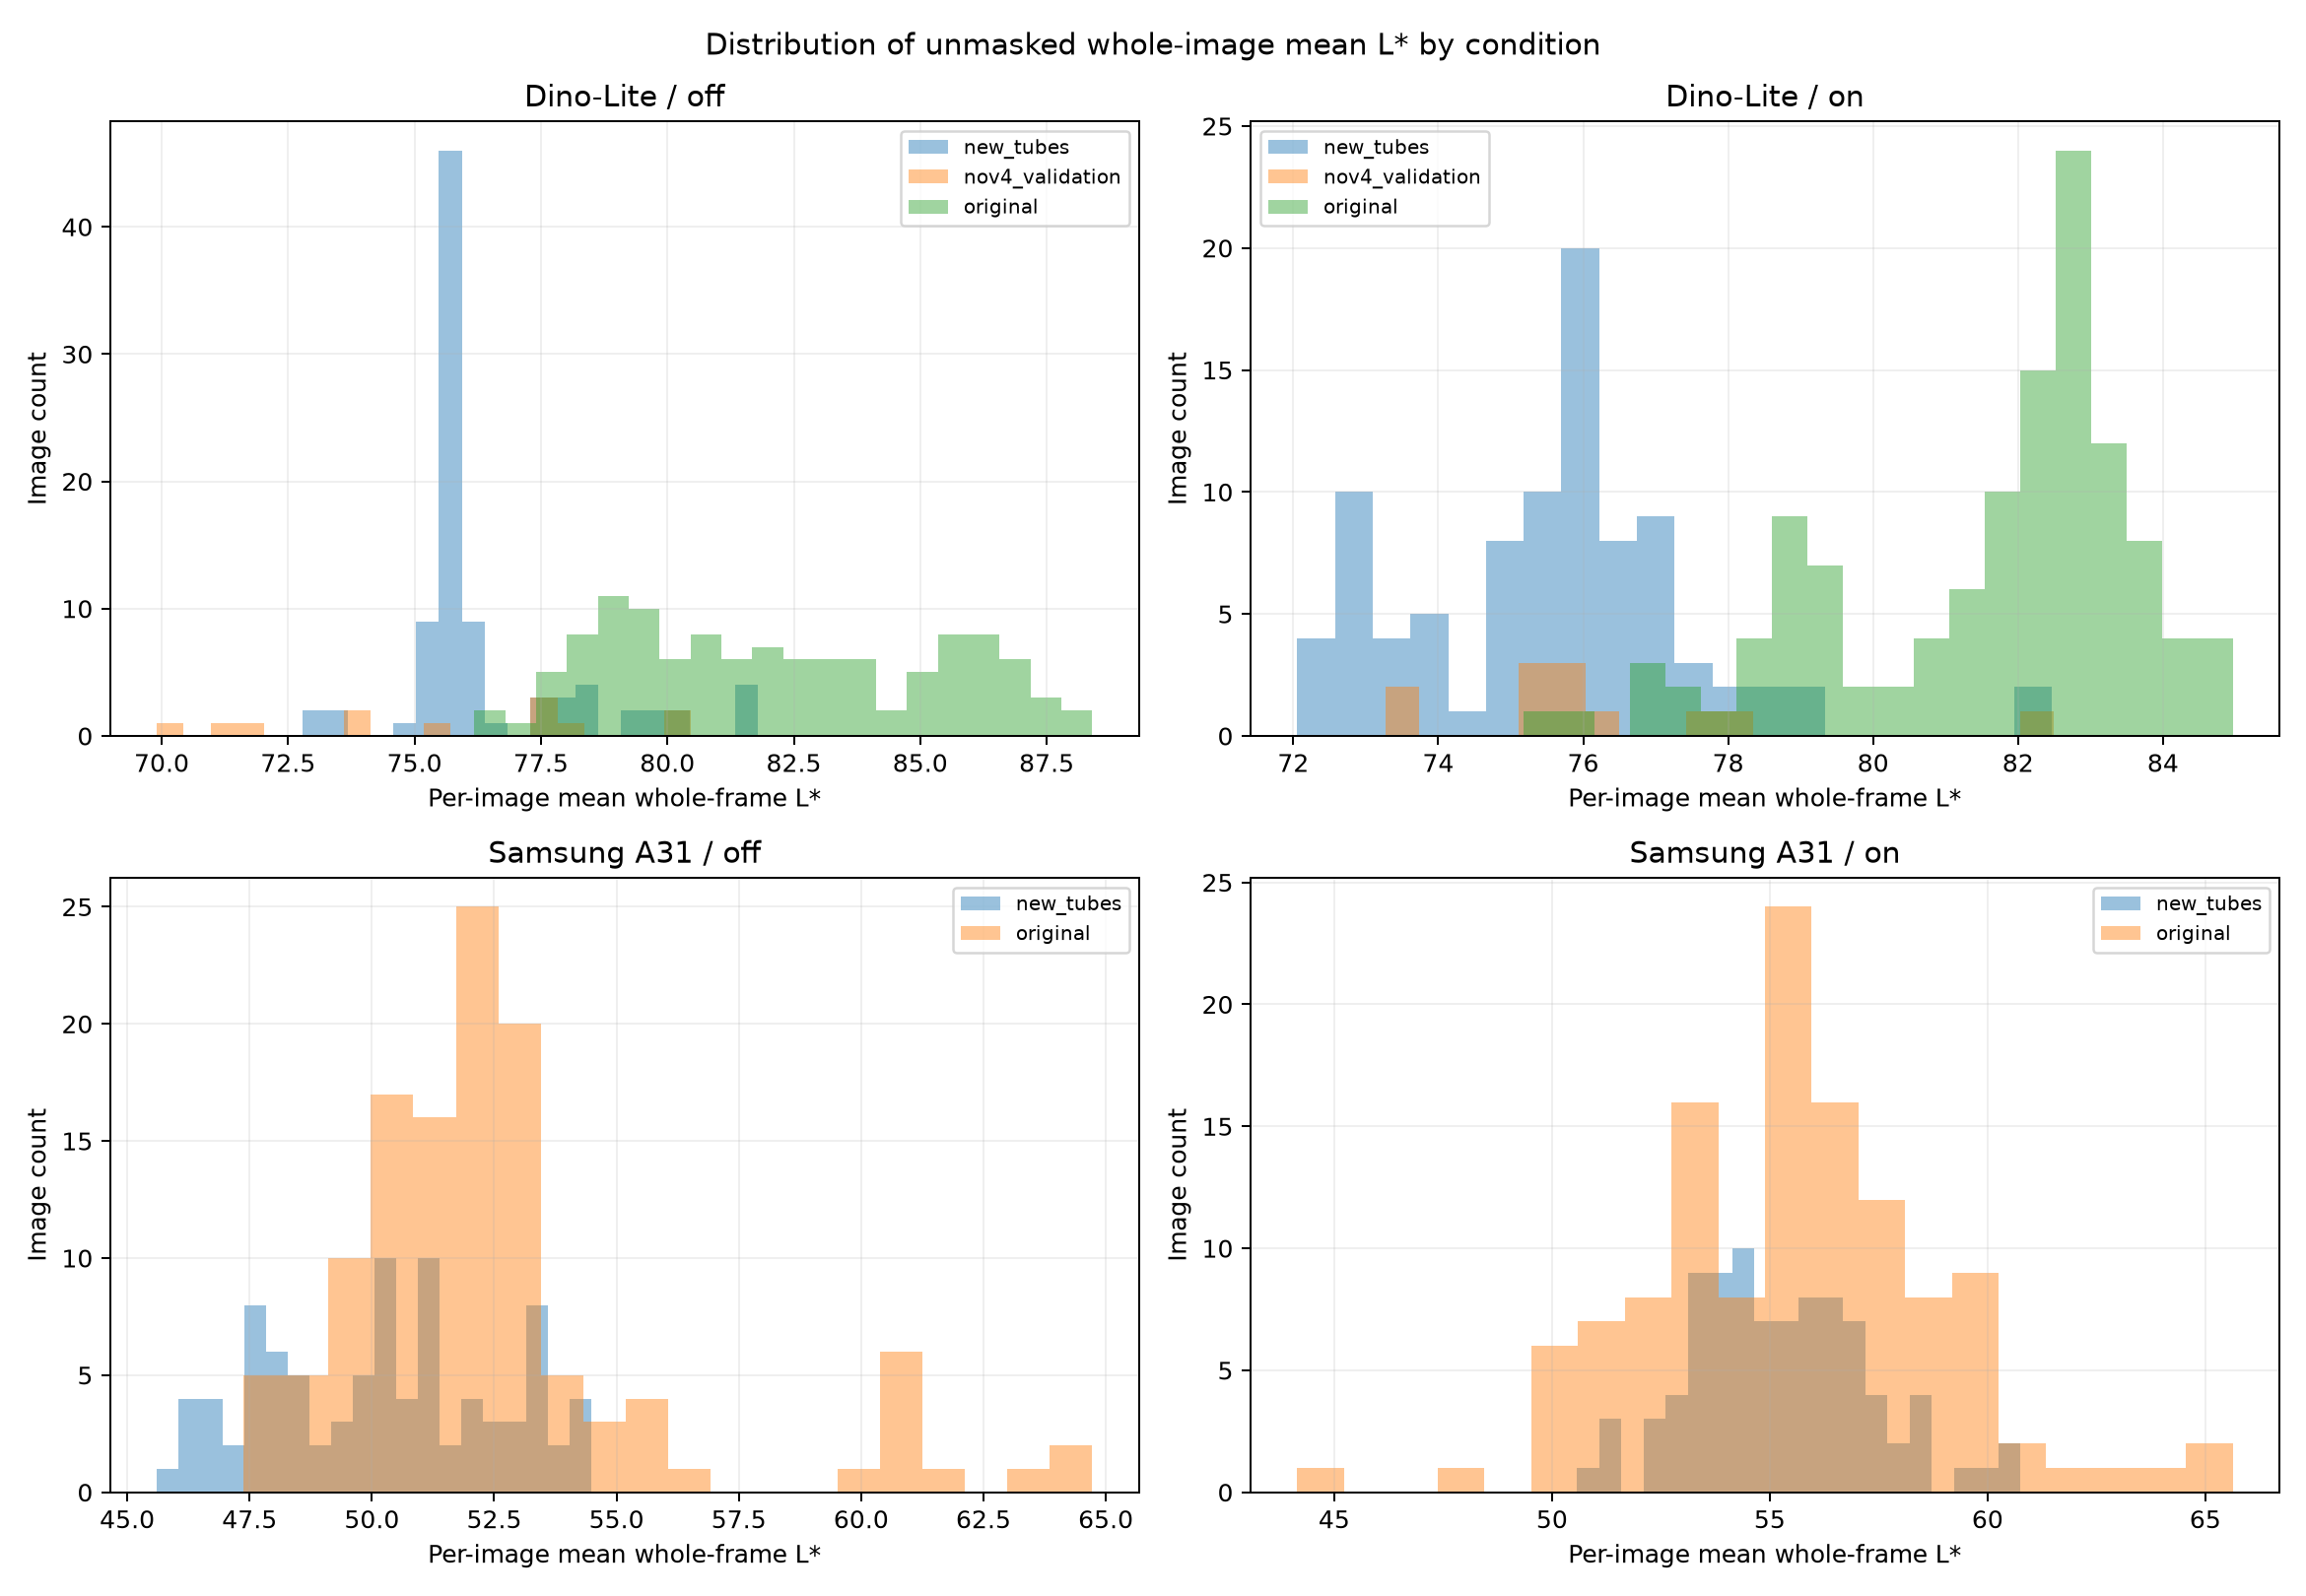 Distribution of unmasked whole-image mean L* by condition
Dino-Lite / off
Image count
40
30
20
10
0
new_tubes
nov4_validation
original
70.0 72.5 75.0 77.5 80.0 82.5 85.0 87.5
Per-image mean whole-frame L*
Dino-Lite / on
Image count
25
20
15
10
5
0
new_tubes
nov4_validation
original
72 74 76 78 80 82 84
Per-image mean whole-frame L*
Samsung A31 / off
Image count
25
20
15
10
5
0
new_tubes
original
45.0 47.5 50.0 52.5 55.0 57.5 60.0 62.5 65.0
Per-image mean whole-frame L*
Samsung A31 / on
Image count
25
20
15
10
5
0
new_tubes
original
45 50 55 60 65
Per-image mean whole-frame L*